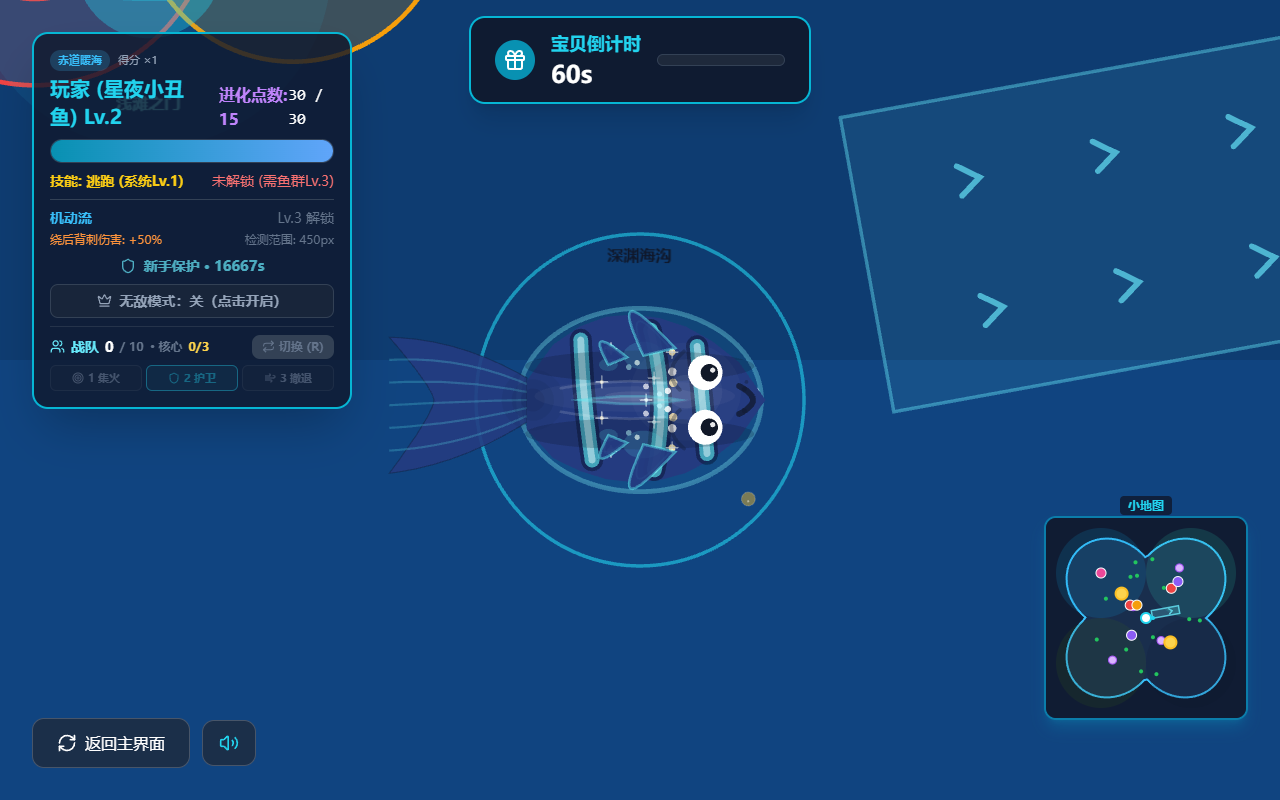 赤道暖海 得分 ×1
玩家 (星夜小丑鱼) Lv.2
进化点数: 15
30 / 30
技能: 逃跑 (系统Lv.1) 未解锁 (需鱼群Lv.3)
机动流 Lv.3 解锁
绕后背刺伤害: +50% 检测范围: 450px
新手保护 • 16667s
无敌模式：关（点击开启）
战队 0 / 10 • 核心 0/3 切换 (R)
1 集火 2 护卫 3 撤退
宝贝倒计时
60s
深渊海沟
小地图
返回主界面